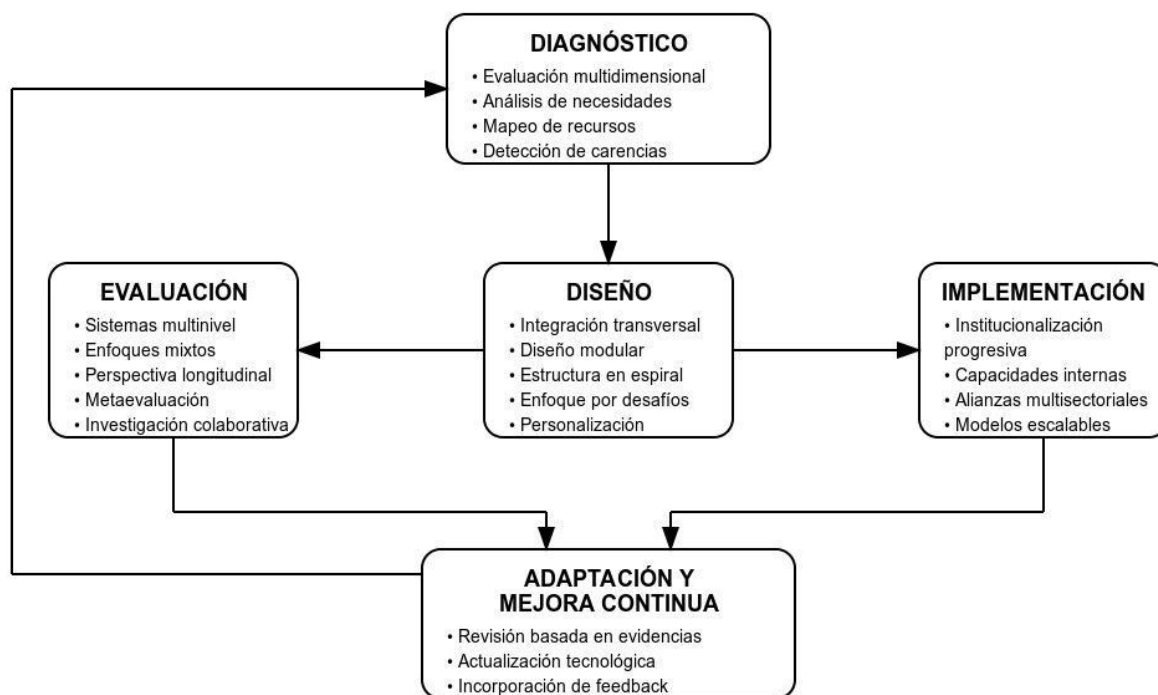 DIAGNÓSTICO
• Evaluación multidimensional
• Análisis de necesidades
• Mapeo de recursos
• Detección de carencias
EVALUACIÓN
• Sistemas multinivel
• Enfoques mixtos
• Perspectiva longitudinal
• Metaevaluación
• Investigación colaborativa
DISEÑO
• Integración transversal
• Diseño modular
• Estructura en espiral
• Enfoque por desafíos
• Personalización
IMPLEMENTACIÓN
• Institucionalización
progresiva
• Capacidades internas
• Alianzas multisectoriales
• Modelos escalables
ADAPTACIÓN Y
MEJORA CONTINUA
• Revisión basada en evidencias
• Actualización tecnológica
• Incorporación de feedback